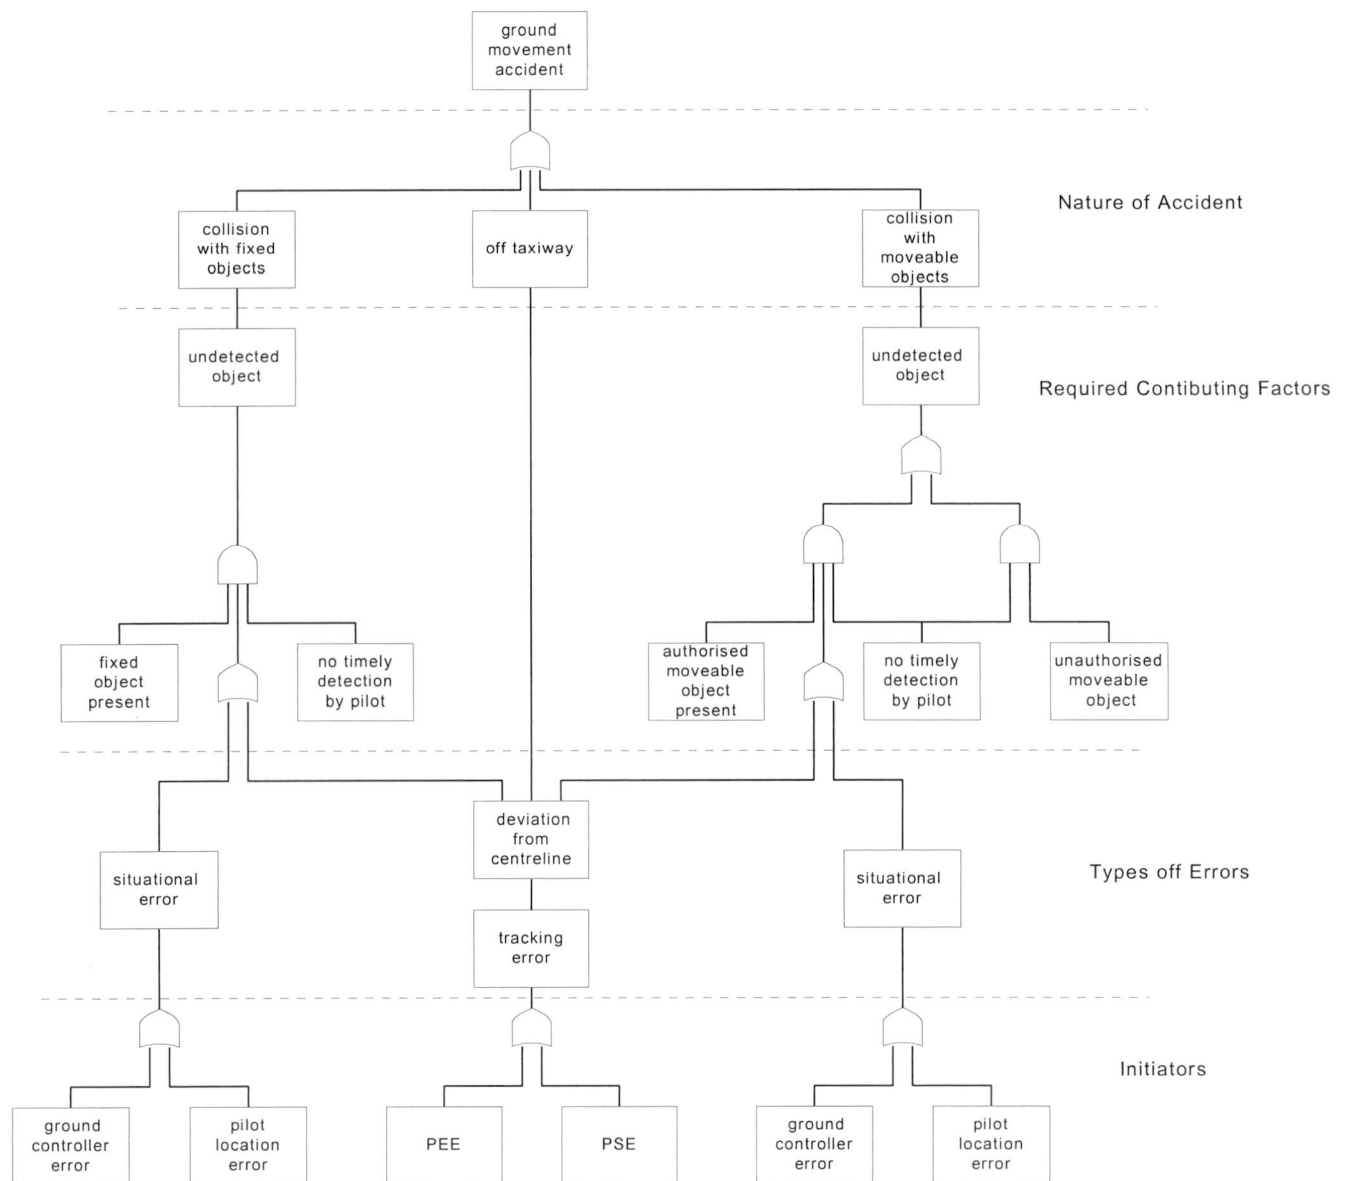 ground
movement
accident
Nature of Accident
collision
with fixed
objects
off taxiway
collision
with
moveable
objects
undetected
object
undetected
object
Required Contibuting Factors
fixed
object
present
no timely
detection
by pilot
authorised
moveable
object
present
no timely
detection
by pilot
unauthorised
moveable
object
deviation
from
centreline
situational
error
situational
error
Types off Errors
tracking
error
Initiators
ground
controller
error
pilot
location
error
PEE
PSE
ground
controller
error
pilot
location
error